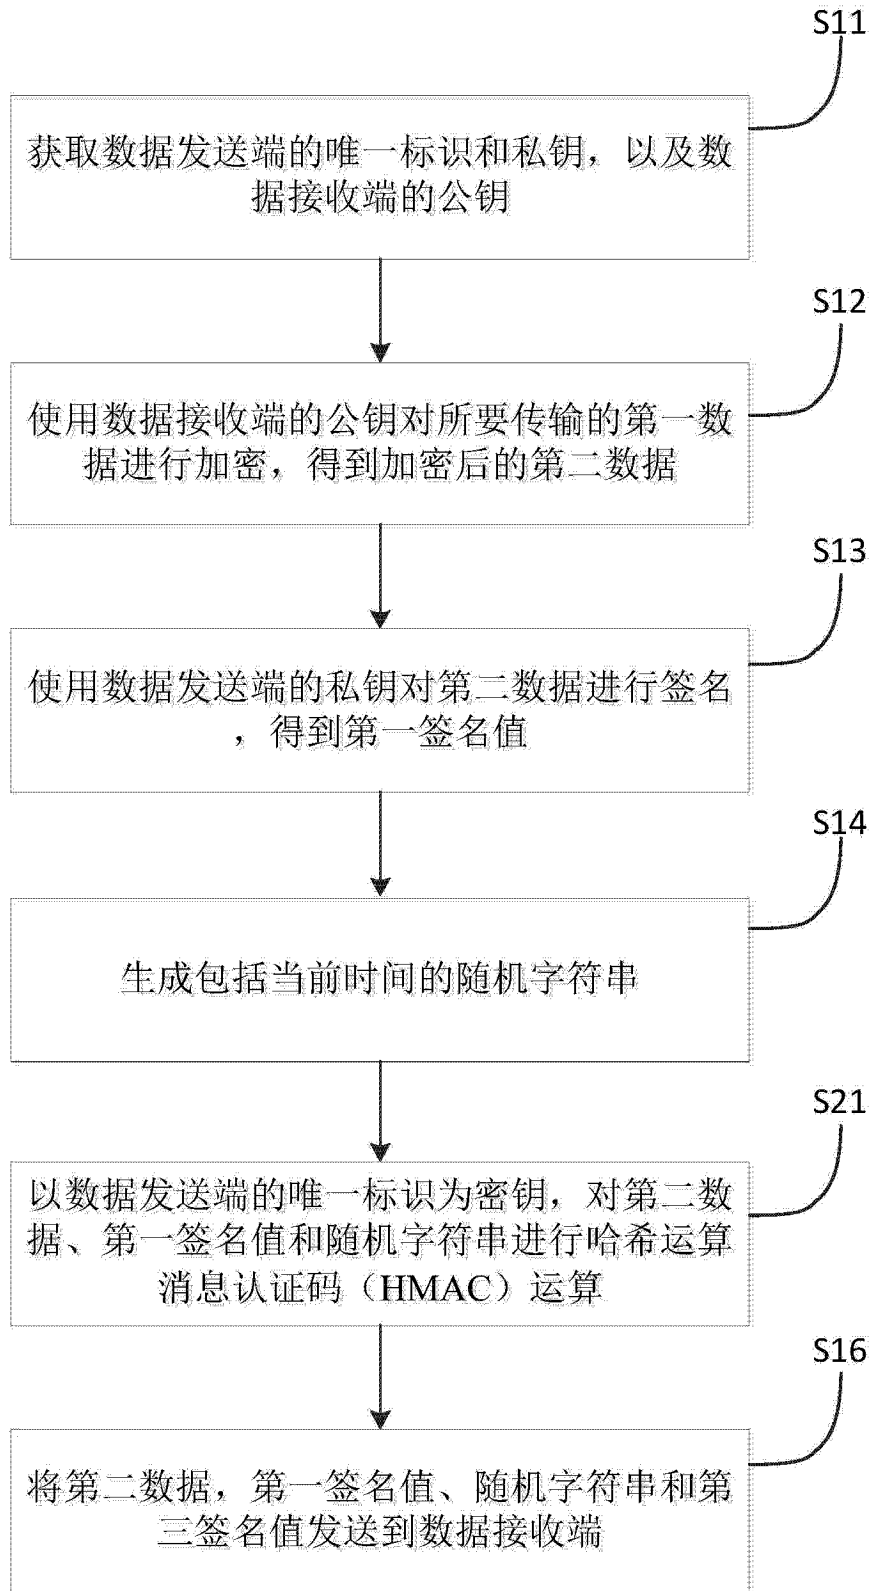 S11
获取数据发送端的唯一标识和私钥，以及数
据接收端的公钥
S12
使用数据接收端的公钥对所要传输的第一数
据进行加密，得到加密后的第二数据
S13
使用数据发送端的私钥对第二数据进行签名
，得到第一签名值
S14
生成包括当前时间的随机字符串
S21
以数据发送端的唯一标识为密钥，对第二数
据、第一签名值和随机字符串进行哈希运算
消息认证码（HMAC）运算
S16
将第二数据，第一签名值、随机字符串和第
三签名值发送到数据接收端